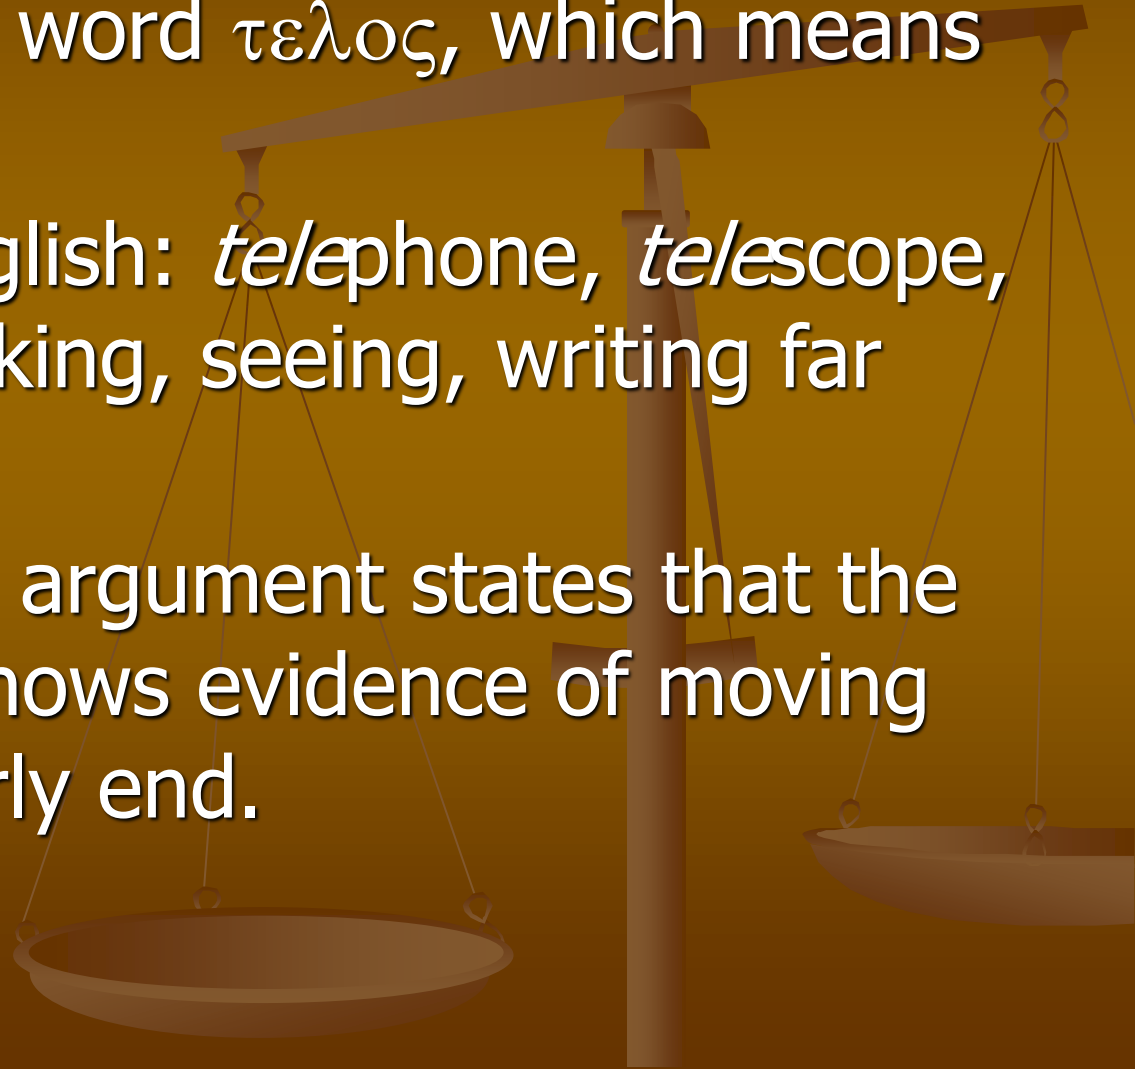 word τελος, which means
glish: telephone, telescope,
king, seeing, writing far
argument states that the
hows evidence of moving
rly end.